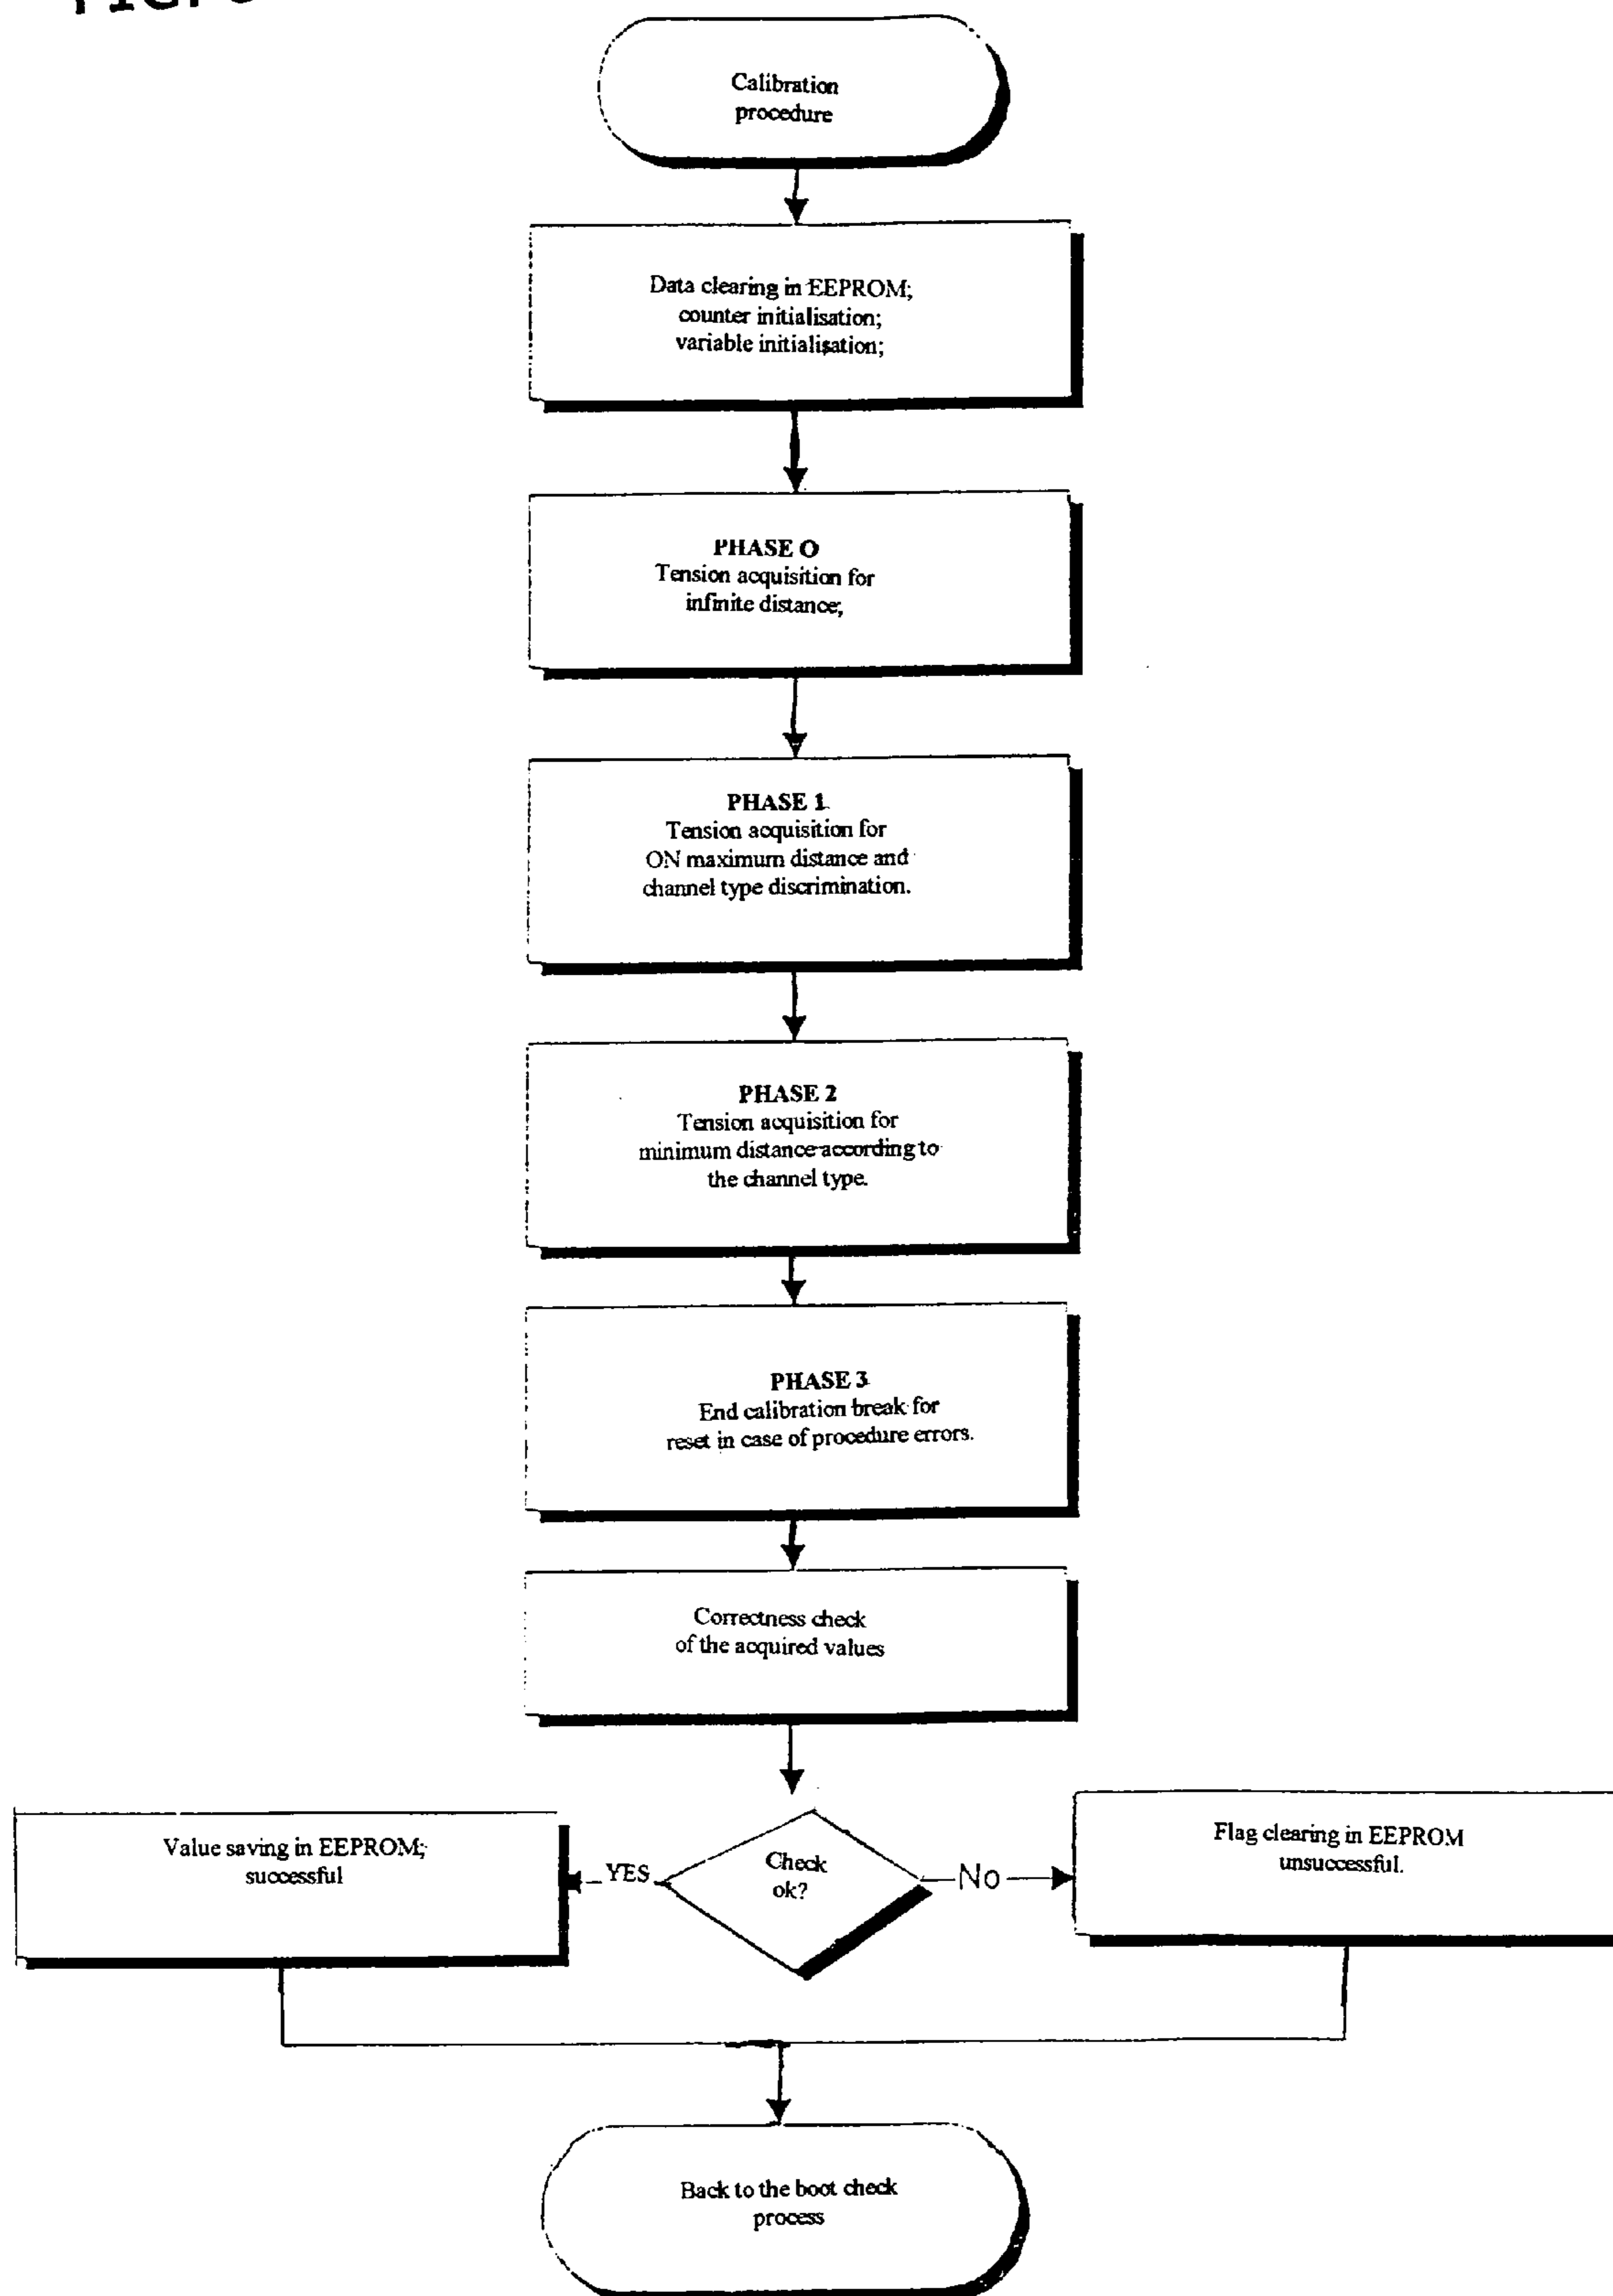 Calibration
procedure
Data clearing in EEPROM;
counter initialisation;
variable initialisation;
PHASE O
Tension acquisition for
infinite distance;
PHASE 1
Tension acquisition for
ON maximum distance and
channel type discrimination.
PHASE 2
Tension acquisition for
minimum distance according to
the channel type.
PHASE 3
End calibration break for
reset in case of procedure errors.
Correctness check
of the acquired values
Value saving in EEPROM;
successful
YES
Check
ok?
No
Flag clearing in EEPROM
unsuccessful.
Back to the boot check
process